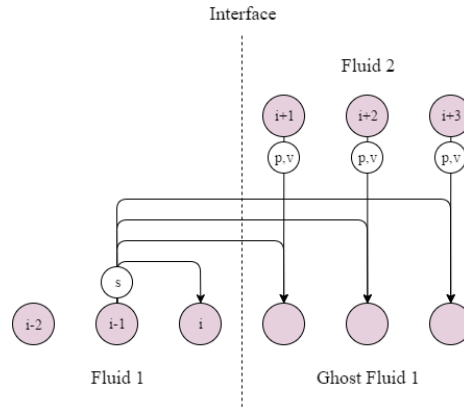 Interface
Fluid 2
i+1 i+2 i+3
p,v p,v p,v
s
i-2 i-1 i
Fluid 1 Ghost Fluid 1